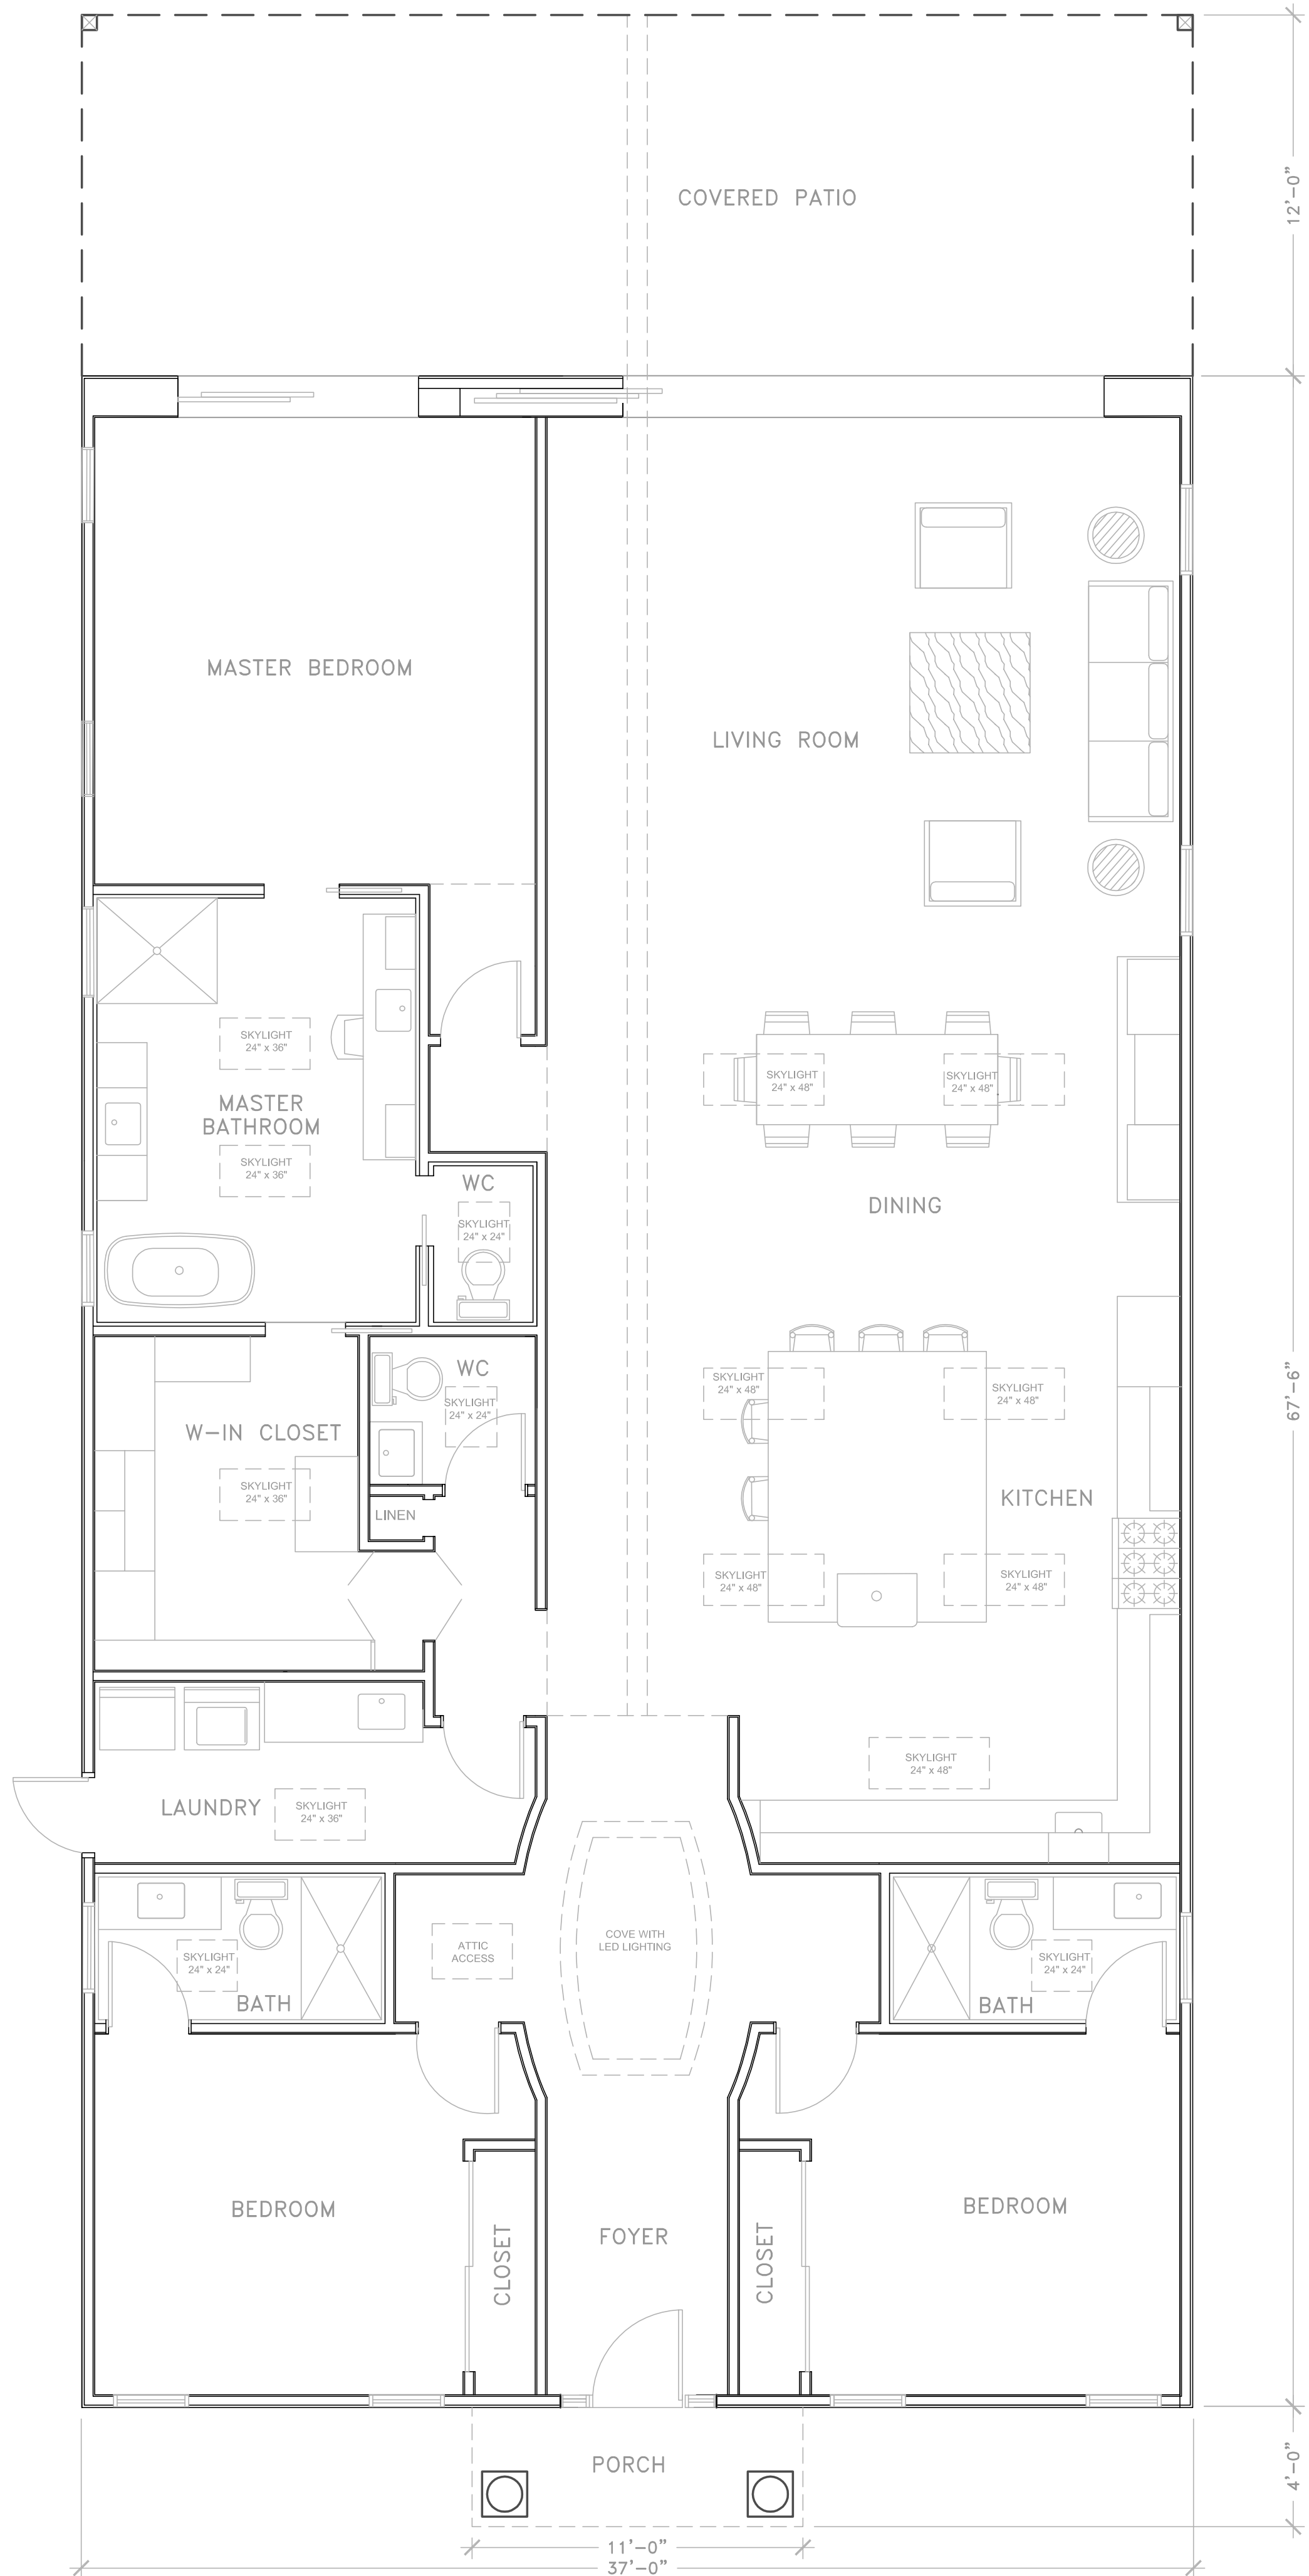 COVERED PATIO
12'-0"
MASTER BEDROOM
LIVING ROOM
SKYLIGHT
24" x 36"
SKYLIGHT
24" x 48"
SKYLIGHT
24" x 48"
MASTER
BATHROOM
SKYLIGHT
24" x 36"
WC
SKYLIGHT
24" x 24"
DINING
WC
SKYLIGHT
24" x 24"
SKYLIGHT
24" x 48"
SKYLIGHT
24" x 48"
67'-6"
W-IN CLOSET
SKYLIGHT
24" x 36"
KITCHEN
LINEN
SKYLIGHT
24" x 48"
SKYLIGHT
24" x 48"
SKYLIGHT
24" x 48"
LAUNDRY
SKYLIGHT
24" x 36"
COVE WITH
LED LIGHTING
ATTIC
ACCESS
SKYLIGHT
24" x 24"
BATH
SKYLIGHT
24" x 24"
BATH
BEDROOM
CLOSET
FOYER
CLOSET
BEDROOM
PORCH
4'-0"
11'-0"
37'-0"